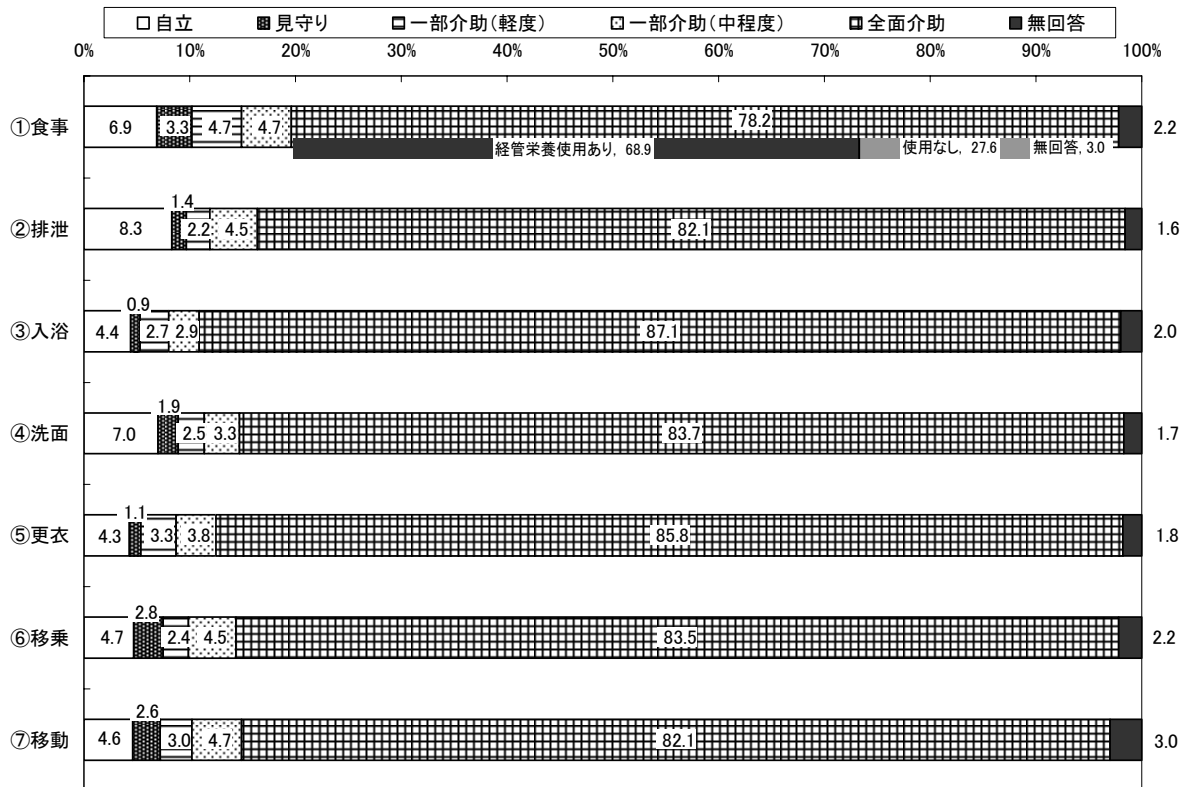 自立 見守り 一部介助(軽度) 一部介助(中程度) 全面介助 無回答
0% 10% 20% 30% 40% 50% 60% 70% 80% 90% 100%
①食事 6.9 3.3 4.7 4.7 78.2 2.2
経管栄養使用あり, 68.9 使用なし, 27.6 無回答, 3.0
1.4
②排泄 8.3 2.2 4.5 82.1 1.6
0.9
③入浴 4.4 2.7 2.9 87.1 2.0
1.9
④洗面 7.0 2.5 3.3 83.7 1.7
1.1
⑤更衣 4.3 3.3 3.8 85.8 1.8
2.8
⑥移乗 4.7 2.4 4.5 83.5 2.2
2.6
⑦移動 4.6 3.0 4.7 82.1 3.0